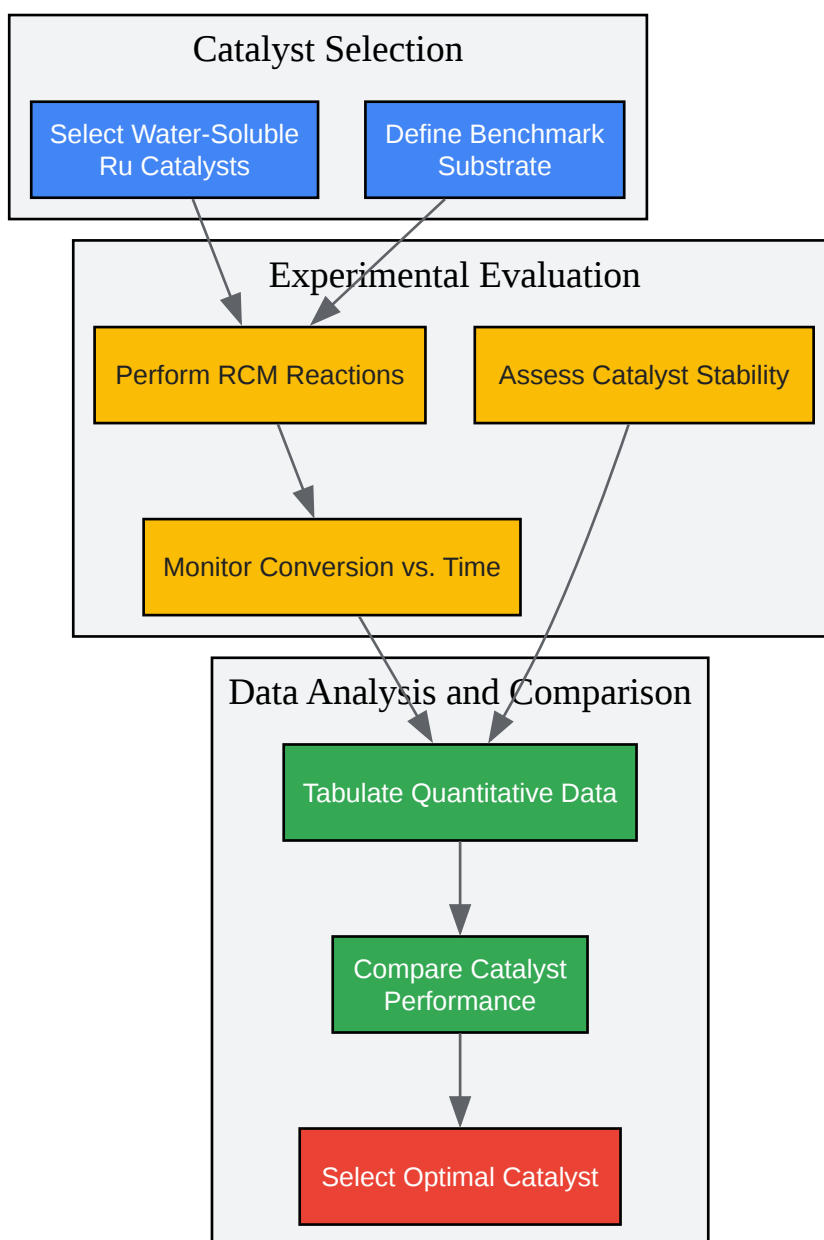 Catalyst Selection
Select Water-Soluble
Ru Catalysts
Define Benchmark
Substrate
Experimental Evaluation
Perform RCM Reactions
Assess Catalyst Stability
Monitor Conversion vs. Time
Data Analysis and Comparison
Tabulate Quantitative Data
Compare Catalyst
Performance
Select Optimal Catalyst